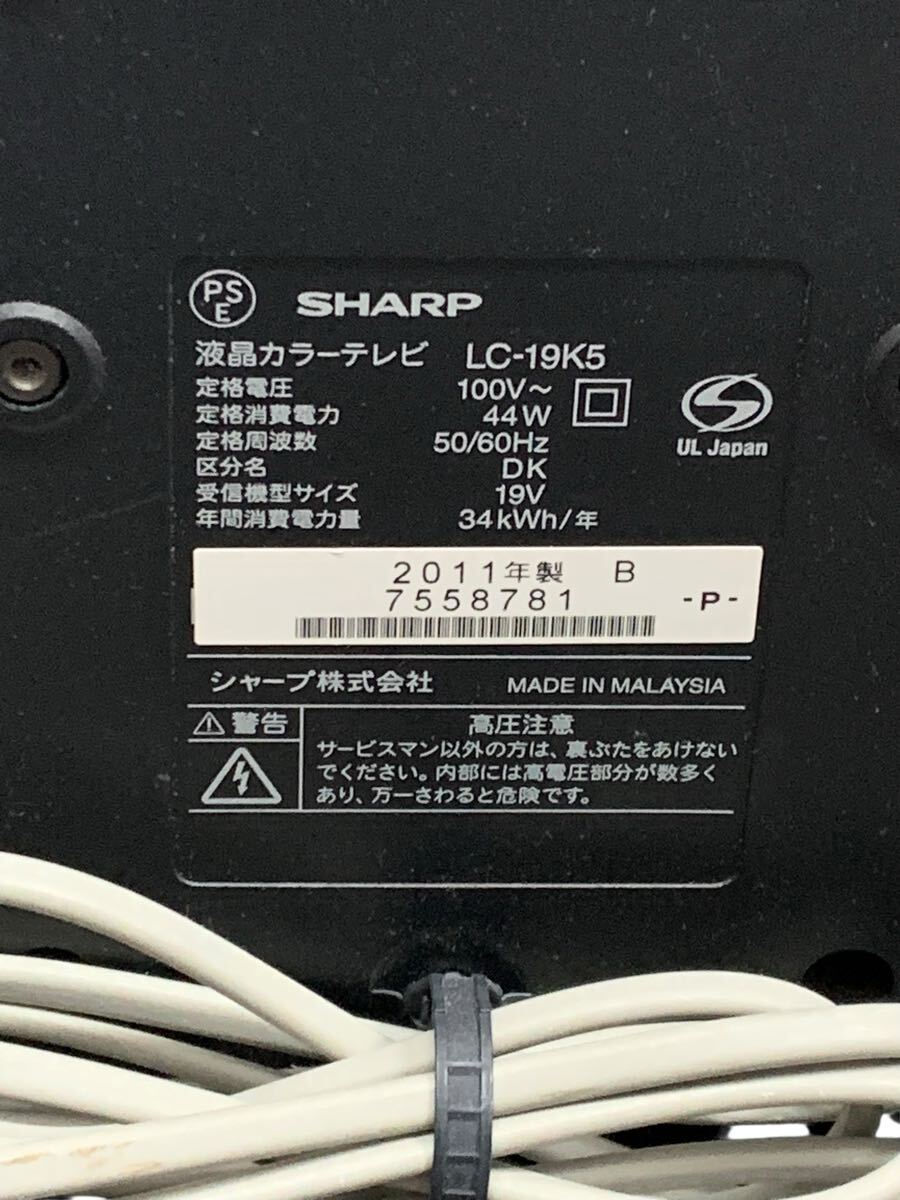 PS
E
SHARP
液晶カラーテレビ LC-19K5
定格電圧 100V～
定格消費電力 44W
定格周波数 50/60Hz
区分名 DK
受信機型サイズ 19V
年間消費電力量 34kWh/年
UL Japan
2011年製 B
7558781 -P-
シャープ株式会社 MADE IN MALAYSIA
警告
高圧注意
サービスマン以外の方は、裏ぶたをあけない
でください。内部には高電圧部分が数多く
あり、万一さわると危険です。